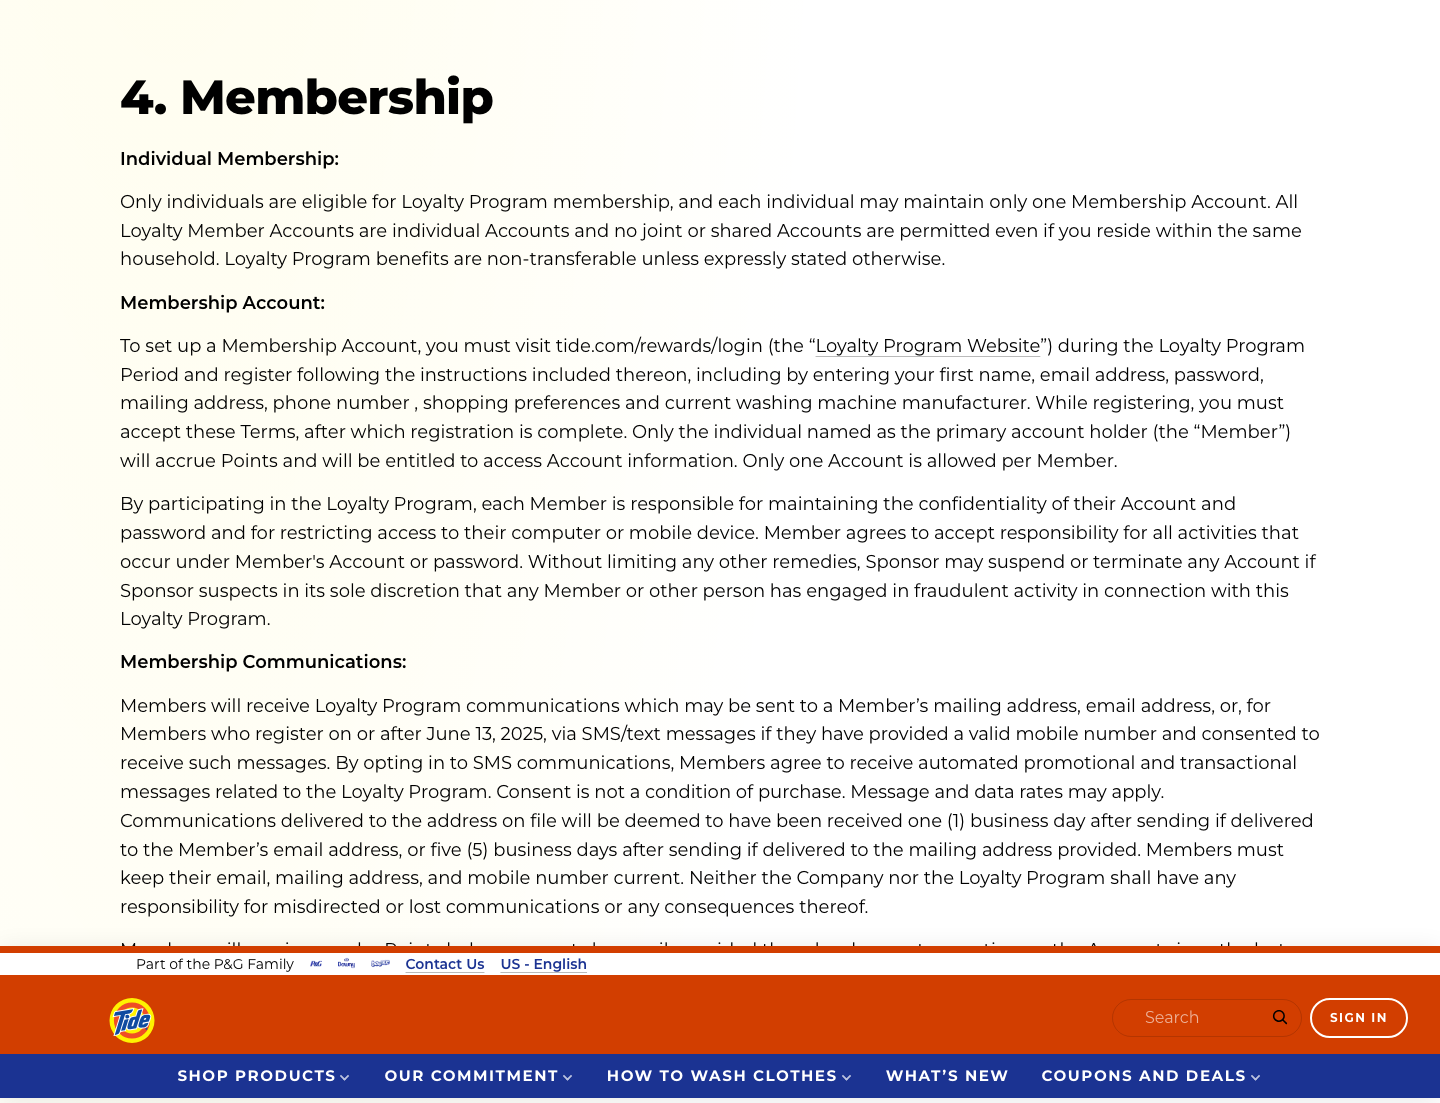 4. Membership
Individual Membership:
Only individuals are eligible for Loyalty Program membership, and each individual may maintain only one Membership Account. All
Loyalty Member Accounts are individual Accounts and no joint or shared Accounts are permitted even if you reside within the same
household. Loyalty Program benefits are non-transferable unless expressly stated otherwise.
Membership Account:
To set up a Membership Account, you must visit tide.com/rewards/login (the “Loyalty Program Website”) during the Loyalty Program
Period and register following the instructions included thereon, including by entering your first name, email address, password,
mailing address, phone number , shopping preferences and current washing machine manufacturer. While registering, you must
accept these Terms, after which registration is complete. Only the individual named as the primary account holder (the “Member”)
will accrue Points and will be entitled to access Account information. Only one Account is allowed per Member.
By participating in the Loyalty Program, each Member is responsible for maintaining the confidentiality of their Account and
password and for restricting access to their computer or mobile device. Member agrees to accept responsibility for all activities that
occur under Member's Account or password. Without limiting any other remedies, Sponsor may suspend or terminate any Account if
Sponsor suspects in its sole discretion that any Member or other person has engaged in fraudulent activity in connection with this
Loyalty Program.
Membership Communications:
Members will receive Loyalty Program communications which may be sent to a Member’s mailing address, email address, or, for
Members who register on or after June 13, 2025, via SMS/text messages if they have provided a valid mobile number and consented to
receive such messages. By opting in to SMS communications, Members agree to receive automated promotional and transactional
messages related to the Loyalty Program. Consent is not a condition of purchase. Message and data rates may apply.
Communications delivered to the address on file will be deemed to have been received one (1) business day after sending if delivered
to the Member’s email address, or five (5) business days after sending if delivered to the mailing address provided. Members must
keep their email, mailing address, and mobile number current. Neither the Company nor the Loyalty Program shall have any
responsibility for misdirected or lost communications or any consequences thereof.
Part of the P&G Family P&G Downy Contact Us US - English
Tide Search SIGN IN
SHOP PRODUCTS OUR COMMITMENT HOW TO WASH CLOTHES WHAT’S NEW COUPONS AND DEALS